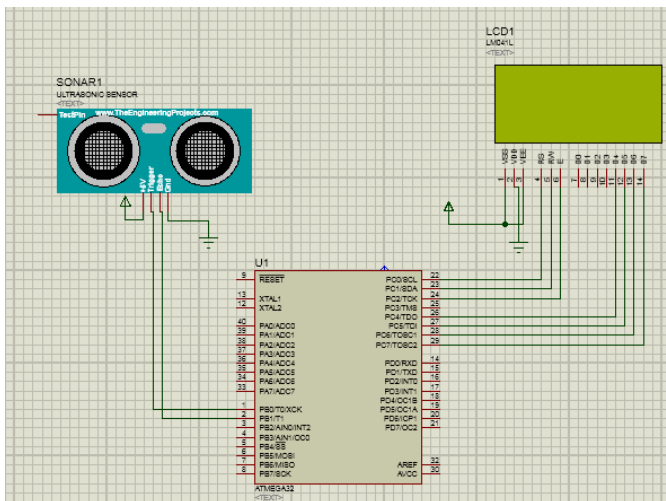 LCD1
LM041L
<TEXT>
SONAR1
ULTRASONIC SENSOR
<TEXT>
TestPin www.TheEngineeringProjects.com
+5V Trigger Echo Gnd
VSS VDD VEE RS RW E D0 D1 D2 D3 D4 D5 D6 D7
1 2 3 4 5 6 7 8 9 10 11 12 13 14
U1
9 RESET PC0/SCL 22
PC1/SDA 23
13 XTAL1 PC2/TCK 24
12 XTAL2 PC3/TMS 25
PC4/TDO 26
40 PA0/ADC0 PC5/TDI 27
39 PA1/ADC1 PC6/TOSC1 28
38 PA2/ADC2 PC7/TOSC2 29
37 PA3/ADC3
36 PA4/ADC4 PD0/RXD 14
35 PA5/ADC5 PD1/TXD 15
34 PA6/ADC6 PD2/INT0 16
33 PA7/ADC7 PD3/INT1 17
PD4/OC1B 18
1 PB0/T0/XCK PD5/OC1A 19
2 PB1/T1 PD6/ICP1 20
3 PB2/AIN0/INT2 PD7/OC2 21
4 PB3/AIN1/OC0
5 PB4/SS
6 PB5/MOSI
7 PB6/MISO AREF 32
8 PB7/SCK AVCC 30
ATMEGA32
<TEXT>